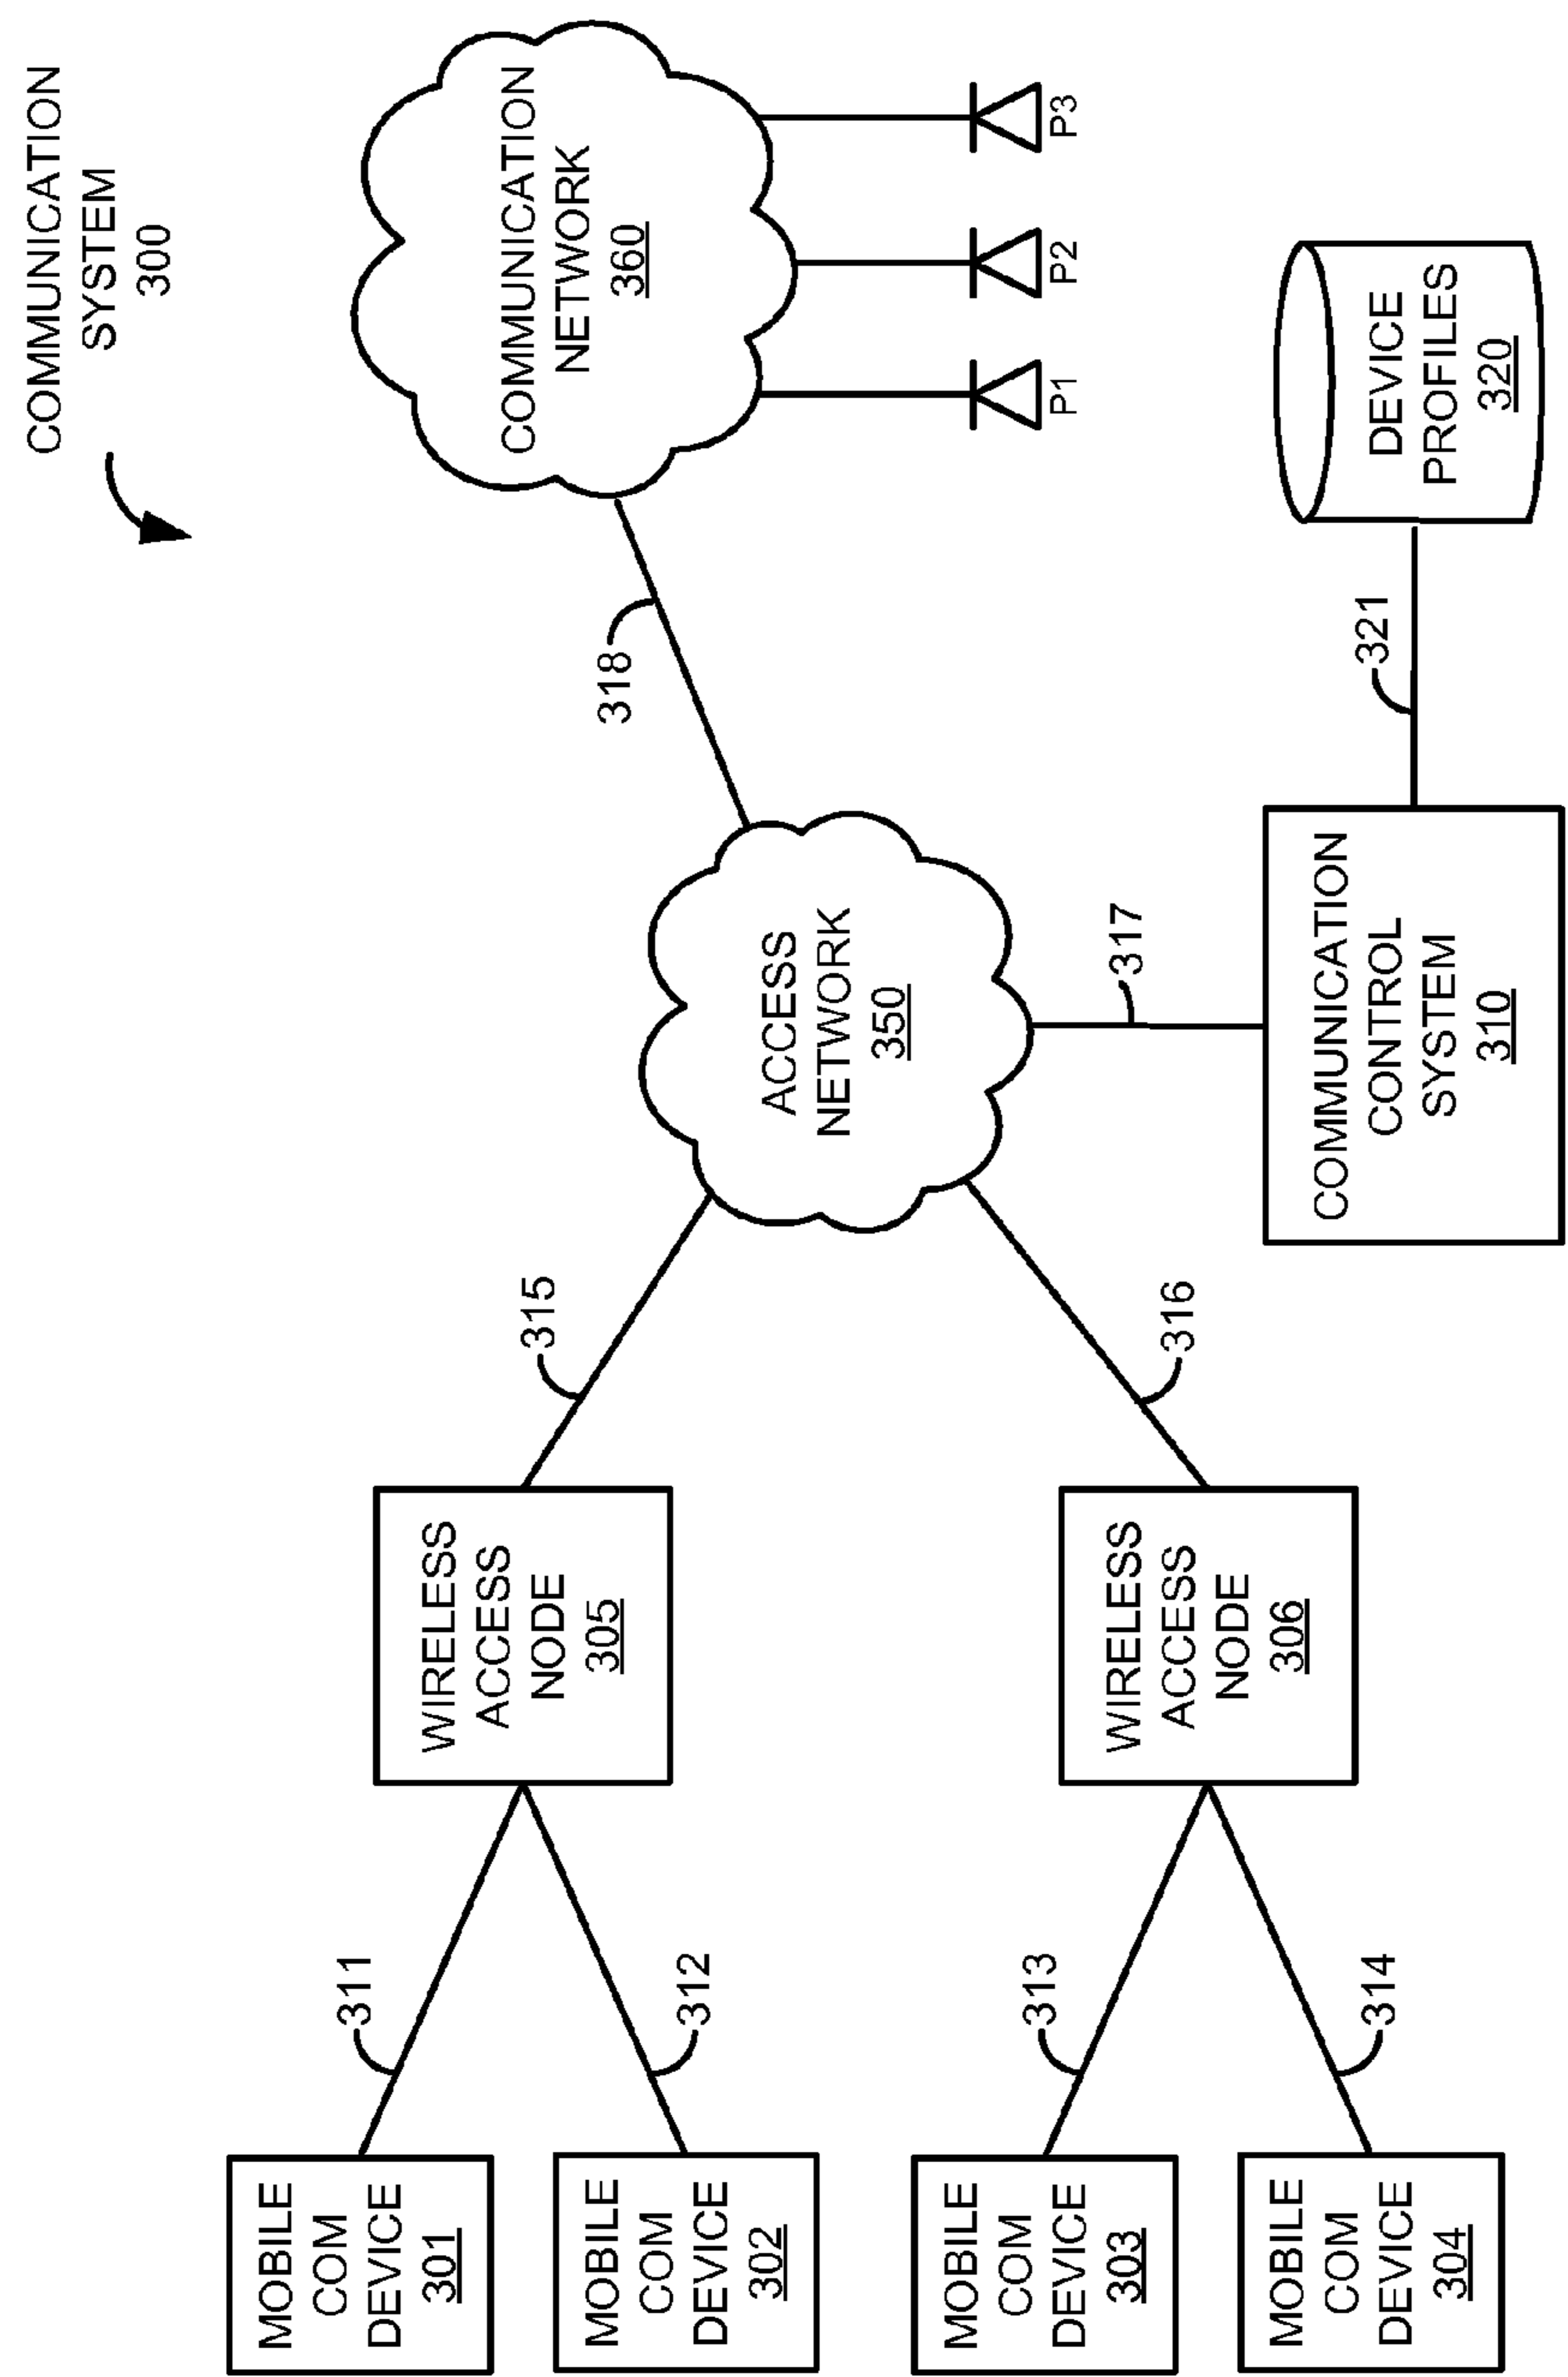 COMMUNICATION
SYSTEM
300
MOBILE
COM
DEVICE
301
311
MOBILE
COM
DEVICE
302
312
WIRELESS
ACCESS
NODE
305
315
MOBILE
COM
DEVICE
303
313
MOBILE
COM
DEVICE
304
314
WIRELESS
ACCESS
NODE
306
316
ACCESS
NETWORK
350
318
COMMUNICATION
NETWORK
360
P1
P2
P3
317
COMMUNICATION
CONTROL
SYSTEM
310
321
DEVICE
PROFILES
320